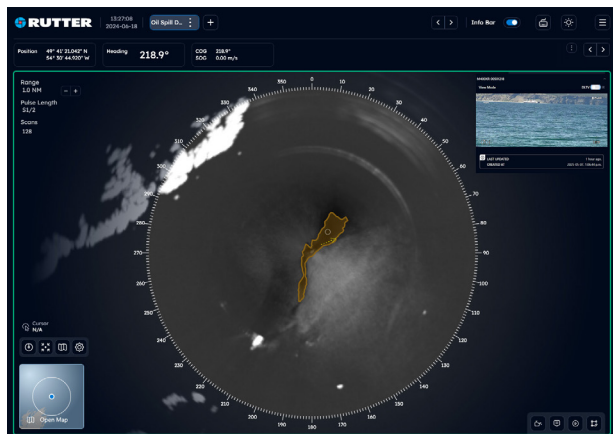 RUTTER
13:27:08
2024-06-18
Oil Spill D...
Info Bar
Position
49° 41' 21.042" N
54° 30' 44.920" W
Heading
218.9°
COG 218.9°
SOG 0.00 m/s
Range
1.0 NM
Pulse Length
S1/2
Scans
128
View Mode
LAST UPDATED
1 hour ago
CREATED AT
340
350
0
10
20
30
40
50
60
70
80
90
100
110
120
130
140
150
160
170
180
190
200
210
220
230
240
250
260
270
280
290
300
310
320
330
Cursor
N/A
Open Map